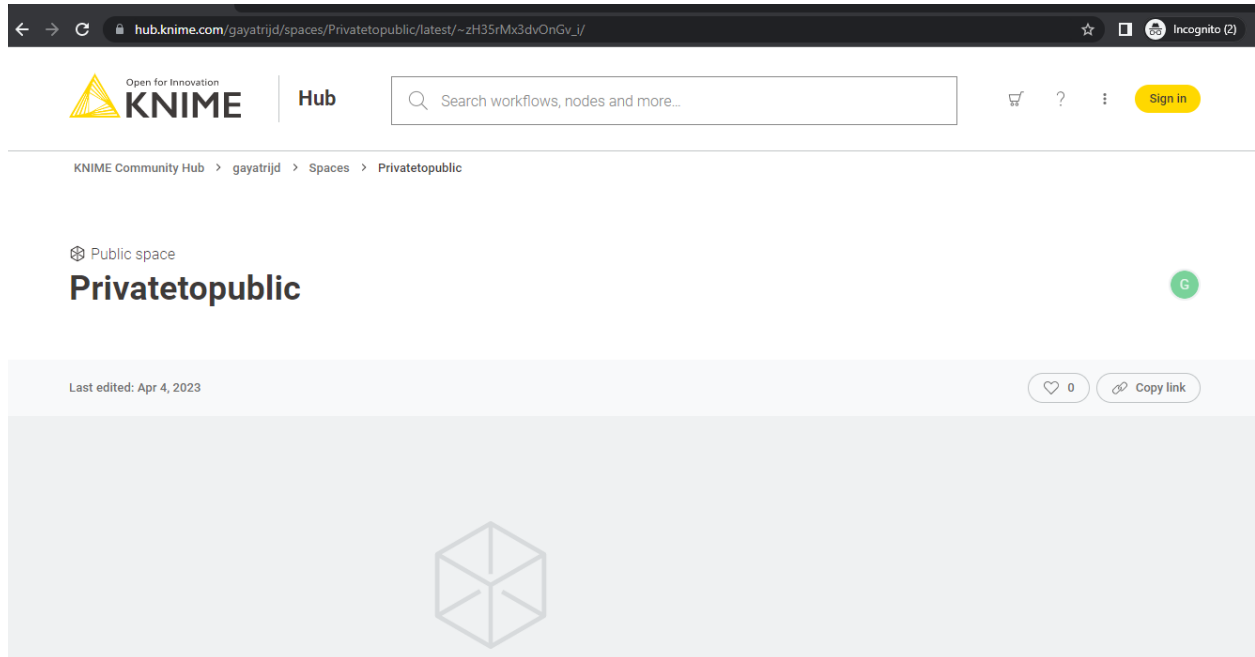 hub.knime.com/gayatrijd/spaces/Privatetopublic/latest/~zH35rMx3dvOnGv_i/
Incognito (2)
Open for Innovation
KNIME
Hub
Search workflows, nodes and more...
?
Sign in
KNIME Community Hub > gayatrijd > Spaces > Privatetopublic
Public space
Privatetopublic
G
Last edited: Apr 4, 2023
0
Copy link